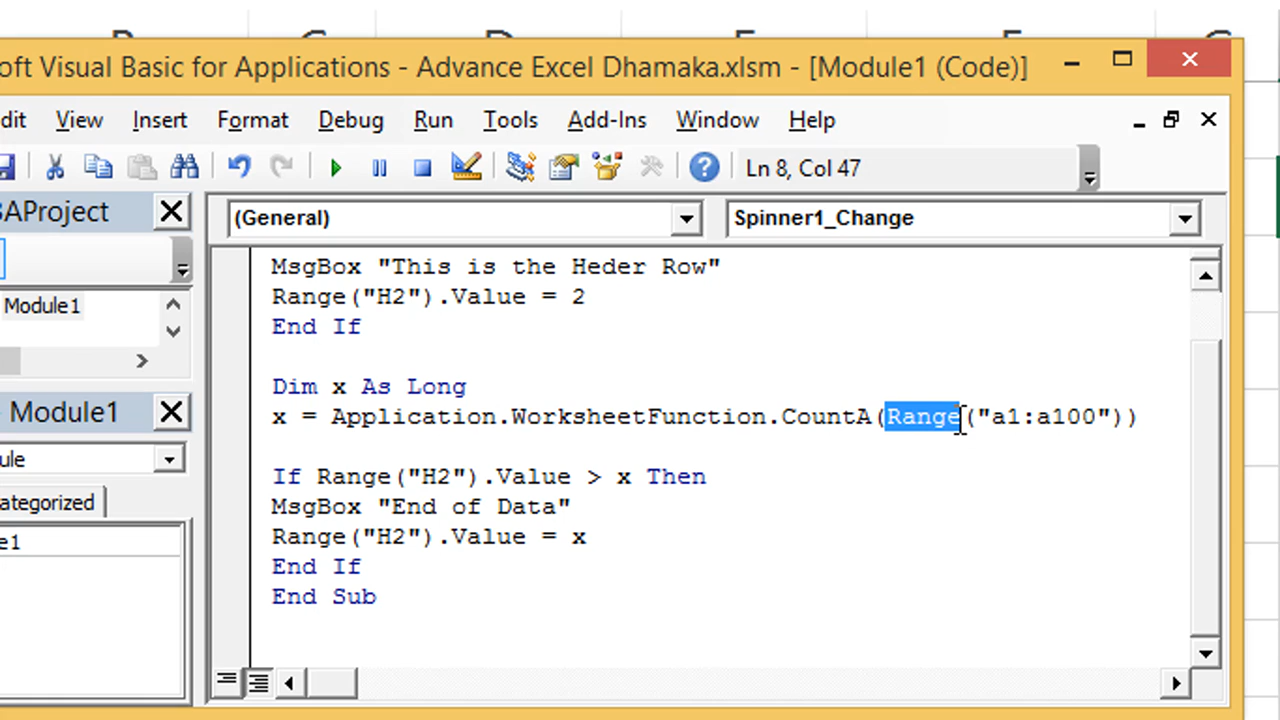 oft Visual Basic for Applications - Advance Excel Dhamaka.xlsm - [Module1 (Code)]
dit View Insert Format Debug Run Tools Add-Ins Window Help
Ln 8, Col 47
BAProject
(General) Spinner1_Change
Module1
- Module1
ule
ategorized
e1
MsgBox "This is the Heder Row"
Range("H2").Value = 2
End If
Dim x As Long
x = Application.WorksheetFunction.CountA(Range("a1:a100"))
If Range("H2").Value > x Then
MsgBox "End of Data"
Range("H2").Value = x
End If
End Sub